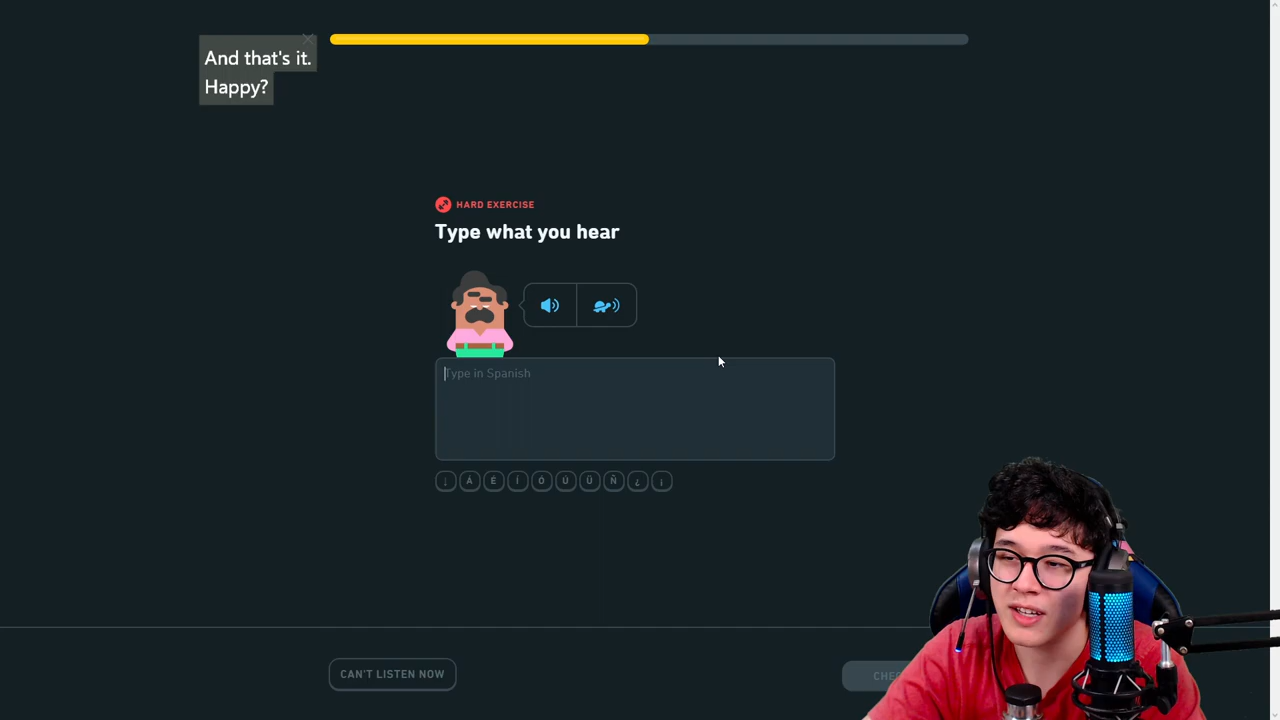 And that's it.
Happy?
HARD EXERCISE
Type what you hear
Type in Spanish
↓ Á É Í Ó Ú Ü Ñ ¿ ¡
CAN'T LISTEN NOW